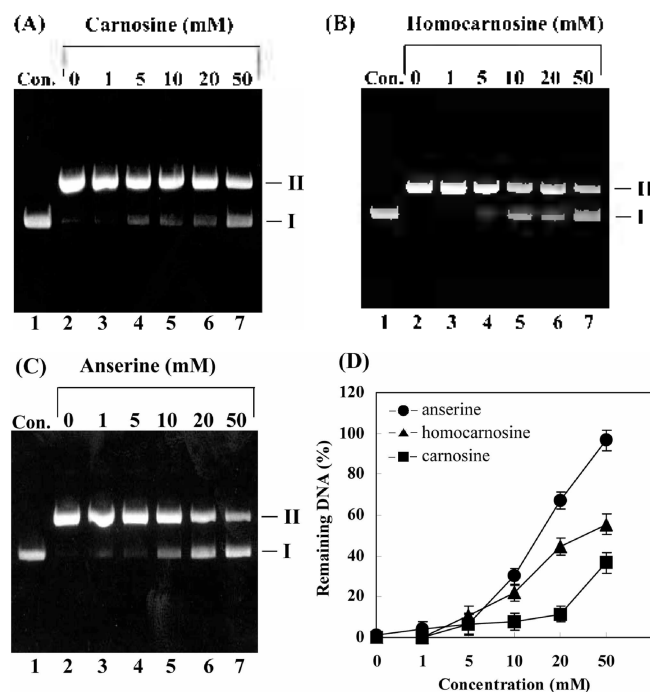 (A)
Carnosine (mM)
Con. 0 1 5 10 20 50
II
I
1 2 3 4 5 6 7
(B)
Homocarnosine (mM)
Con. 0 1 5 10 20 50
II
I
1 2 3 4 5 6 7
(C)
Anserine (mM)
Con. 0 1 5 10 20 50
II
I
1 2 3 4 5 6 7
(D)
Remaining DNA (%)
120
100
80
60
40
20
0
anserine
homocarnosine
carnosine
0 1 5 10 20 50
Concentration (mM)